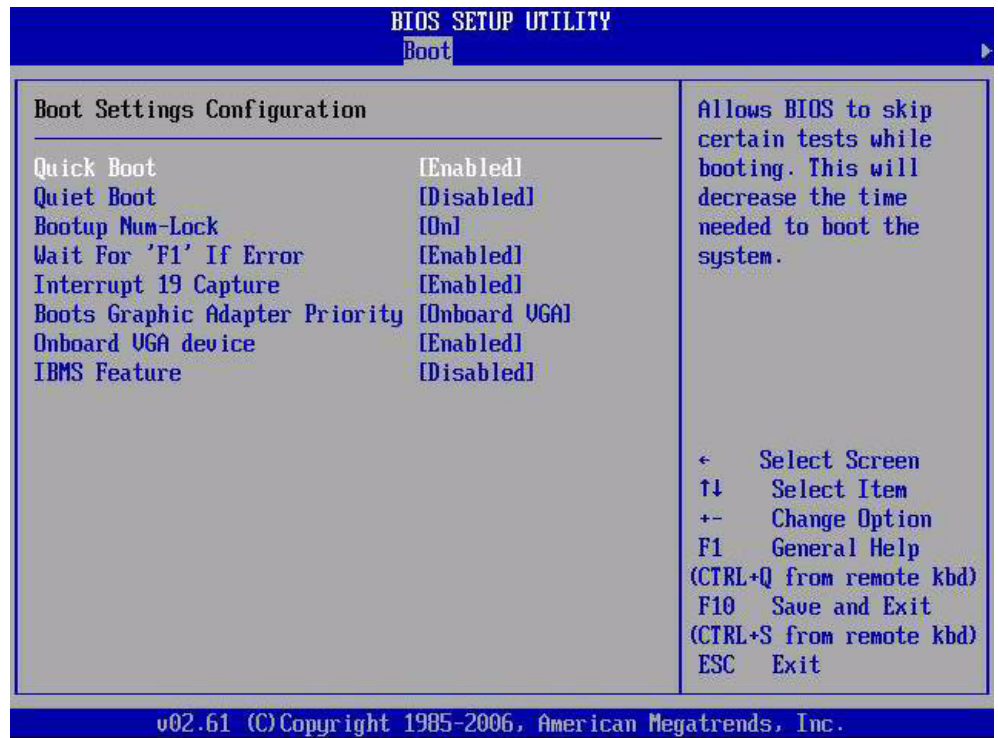 BIOS SETUP UTILITY
Boot
Boot Settings Configuration
Quick Boot [Enabled]
Quiet Boot [Disabled]
Bootup Num-Lock [On]
Wait For 'F1' If Error [Enabled]
Interrupt 19 Capture [Enabled]
Boots Graphic Adapter Priority [Onboard VGA]
Onboard VGA device [Enabled]
IBMS Feature [Disabled]
Allows BIOS to skip
certain tests while
booting. This will
decrease the time
needed to boot the
system.
← Select Screen
↑↓ Select Item
+- Change Option
F1 General Help
(CTRL+Q from remote kbd)
F10 Save and Exit
(CTRL+S from remote kbd)
ESC Exit
v02.61 (C)Copyright 1985-2006, American Megatrends, Inc.